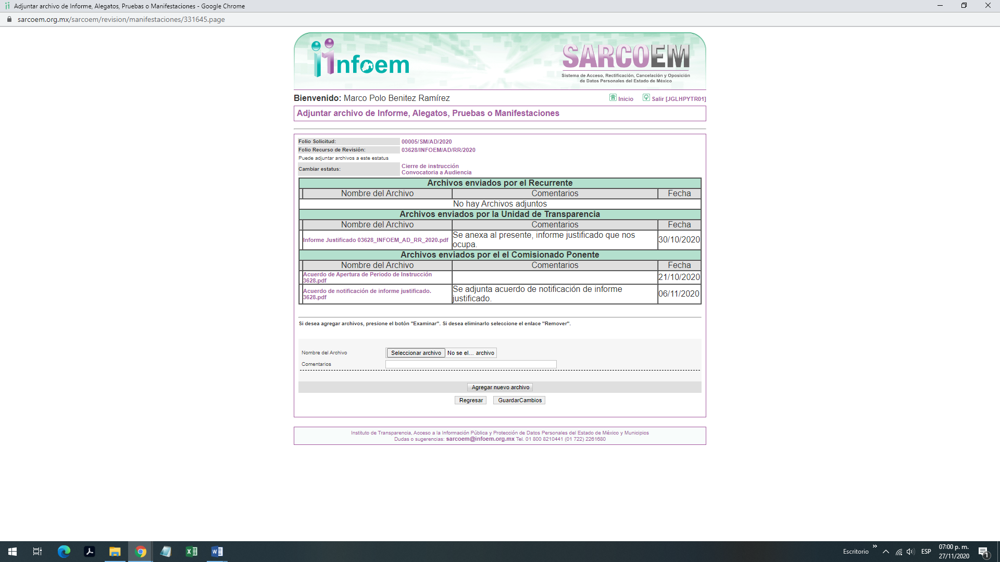 Adjuntar archivo de Informe, Alegatos, Pruebas o Manifestaciones - Google Chrome
sarcoem.org.mx/sarcoem/revision/manifestaciones/331645.page
infoem
SARCOEM
Sistema de Acceso, Rectificación, Cancelación y Oposición
de Datos Personales del Estado de México
Bienvenido: Marco Polo Benitez Ramírez
Inicio Salir [JGLHPYTR01]
Adjuntar archivo de Informe, Alegatos, Pruebas o Manifestaciones
Folio Solicitud: 00005/SM/AD/2020
Folio Recurso de Revisión: 03628/INFOEM/AD/RR/2020
Puede adjuntar archivos a este estatus
Cambiar estatus: Cierre de instrucción
Convocatoria a Audiencia
Archivos enviados por el Recurrente
Nombre del Archivo Comentarios Fecha
No hay Archivos adjuntos
Archivos enviados por la Unidad de Transparencia
Nombre del Archivo Comentarios Fecha
Informe Justificado 03628_INFOEM_AD_RR_2020.pdf Se anexa al presente, informe justificado que nos ocupa. 30/10/2020
Archivos enviados por el el Comisionado Ponente
Nombre del Archivo Comentarios Fecha
Acuerdo de Apertura de Periodo de Instrucción 3628.pdf 21/10/2020
Acuerdo de notificación de informe justificado. 3628.pdf Se adjunta acuerdo de notificación de informe justificado. 06/11/2020
Si desea agregar archivos, presione el botón "Examinar". Si desea eliminarlo seleccione el enlace "Remover".
Nombre del Archivo Seleccionar archivo No se el... archivo
Comentarios
Agregar nuevo archivo
Regresar GuardarCambios
Instituto de Transparencia, Acceso a la Información Pública y Protección de Datos Personales del Estado de México y Municipios
Dudas o sugerencias: sarcoem@infoem.org.mx Tel. 01 800 8210441 (01 722) 2261680
Escritorio » ESP 07:00 p. m.
27/11/2020
1